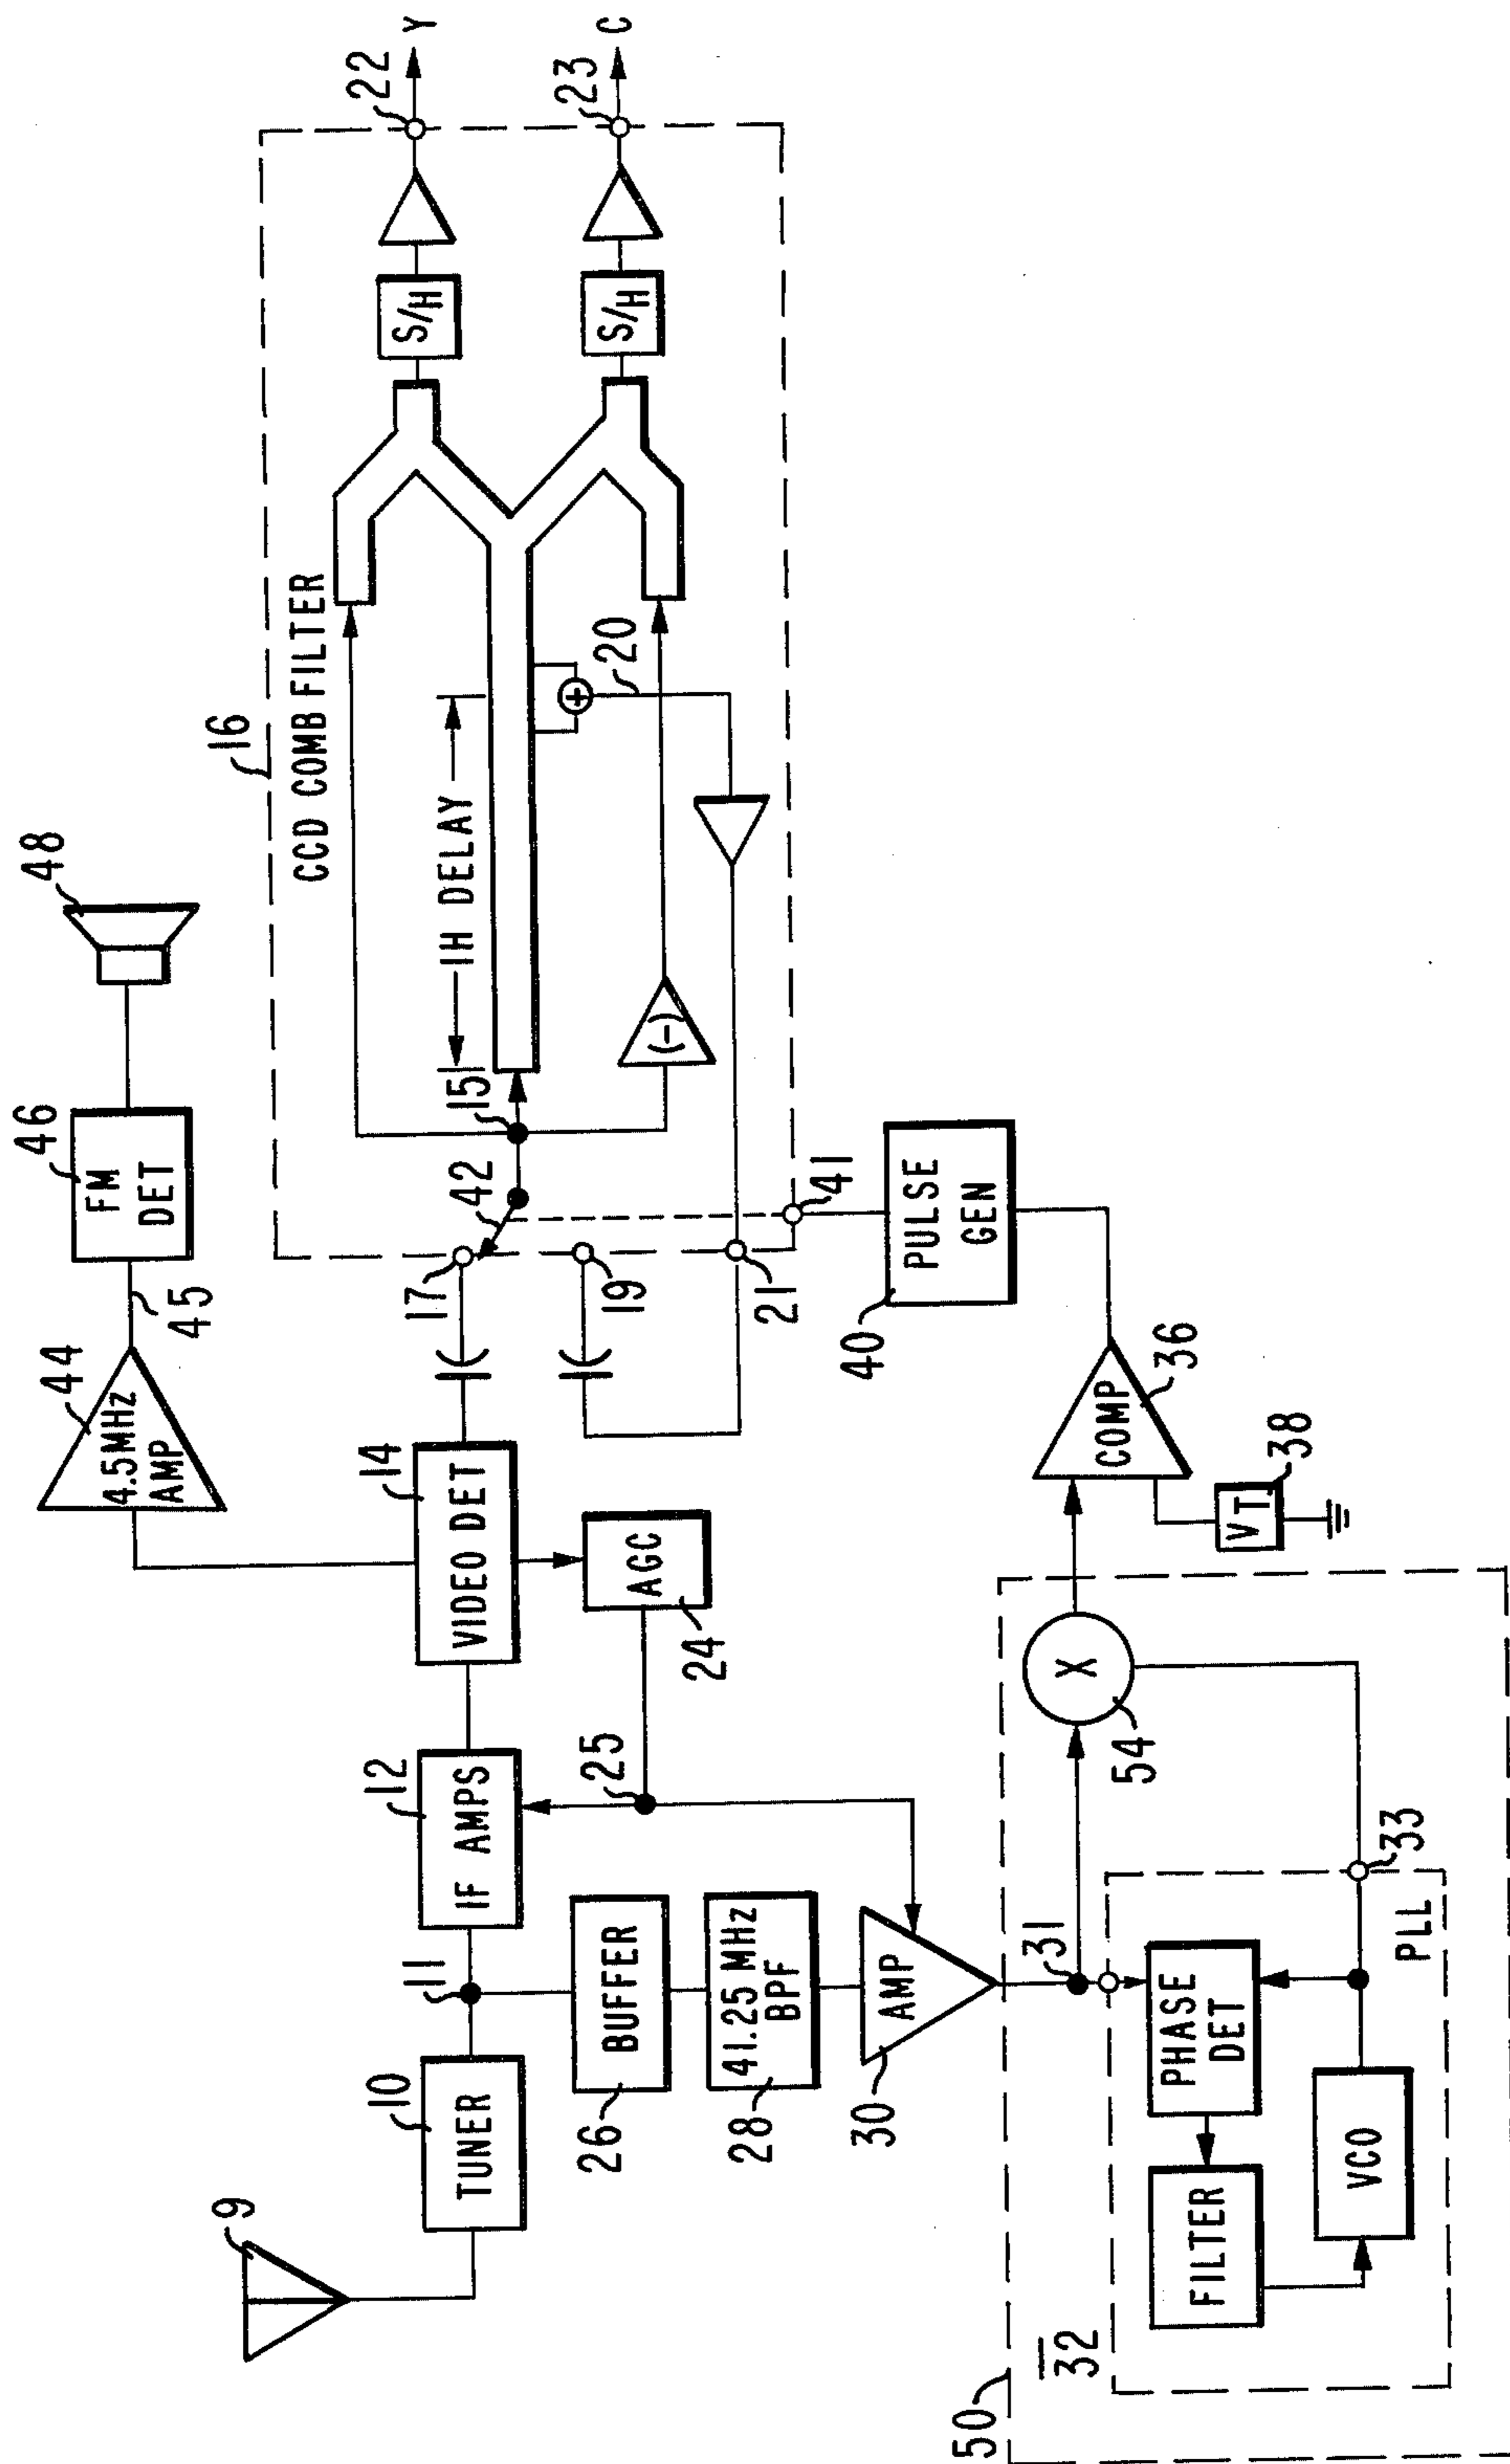 9
10
TUNER
11
12
IF AMPS
14
VIDEO DET
44
4.5MHz
AMP
45
46
FM
DET
48
16
CCD COMB FILTER
17
42
15
1H DELAY
S/H
22
Y
S/H
23
C
20
(-)
+
19
21
41
24
AGC
25
26
BUFFER
28
41.25 MHz
BPF
30
AMP
31
40
PULSE
GEN
36
COMP
38
VT
54
X
50
32
PHASE
DET
FILTER
VCO
33
PLL